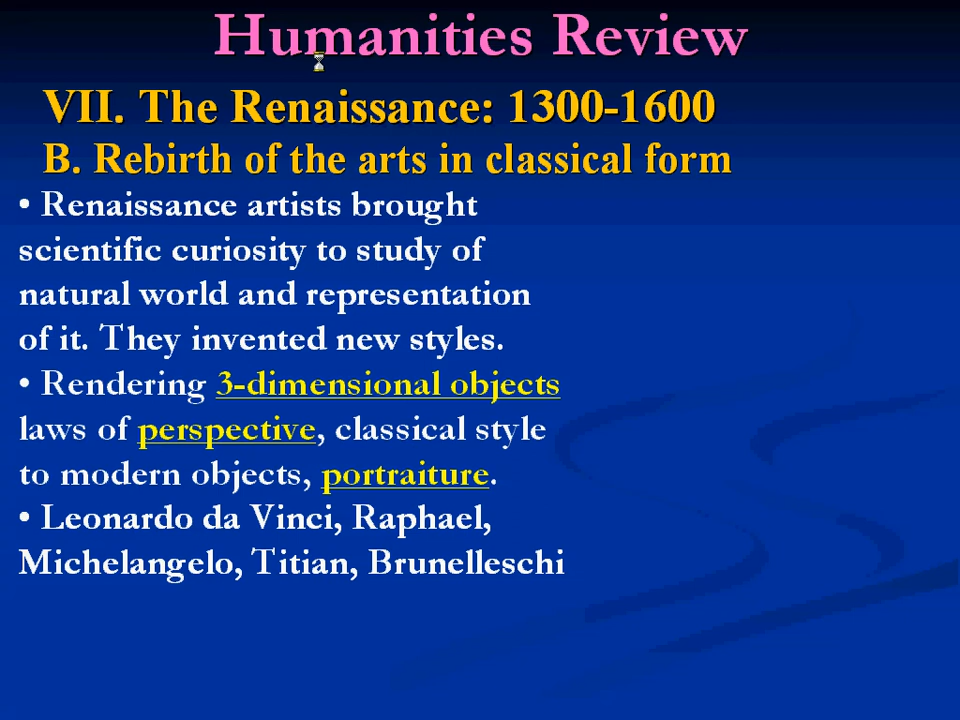 Humanities Review
VII. The Renaissance: 1300-1600
B. Rebirth of the arts in classical form
• Renaissance artists brought
scientific curiosity to study of
natural world and representation
of it. They invented new styles.
• Rendering 3-dimensional objects
laws of perspective, classical style
to modern objects, portraiture.
• Leonardo da Vinci, Raphael,
Michelangelo, Titian, Brunelleschi